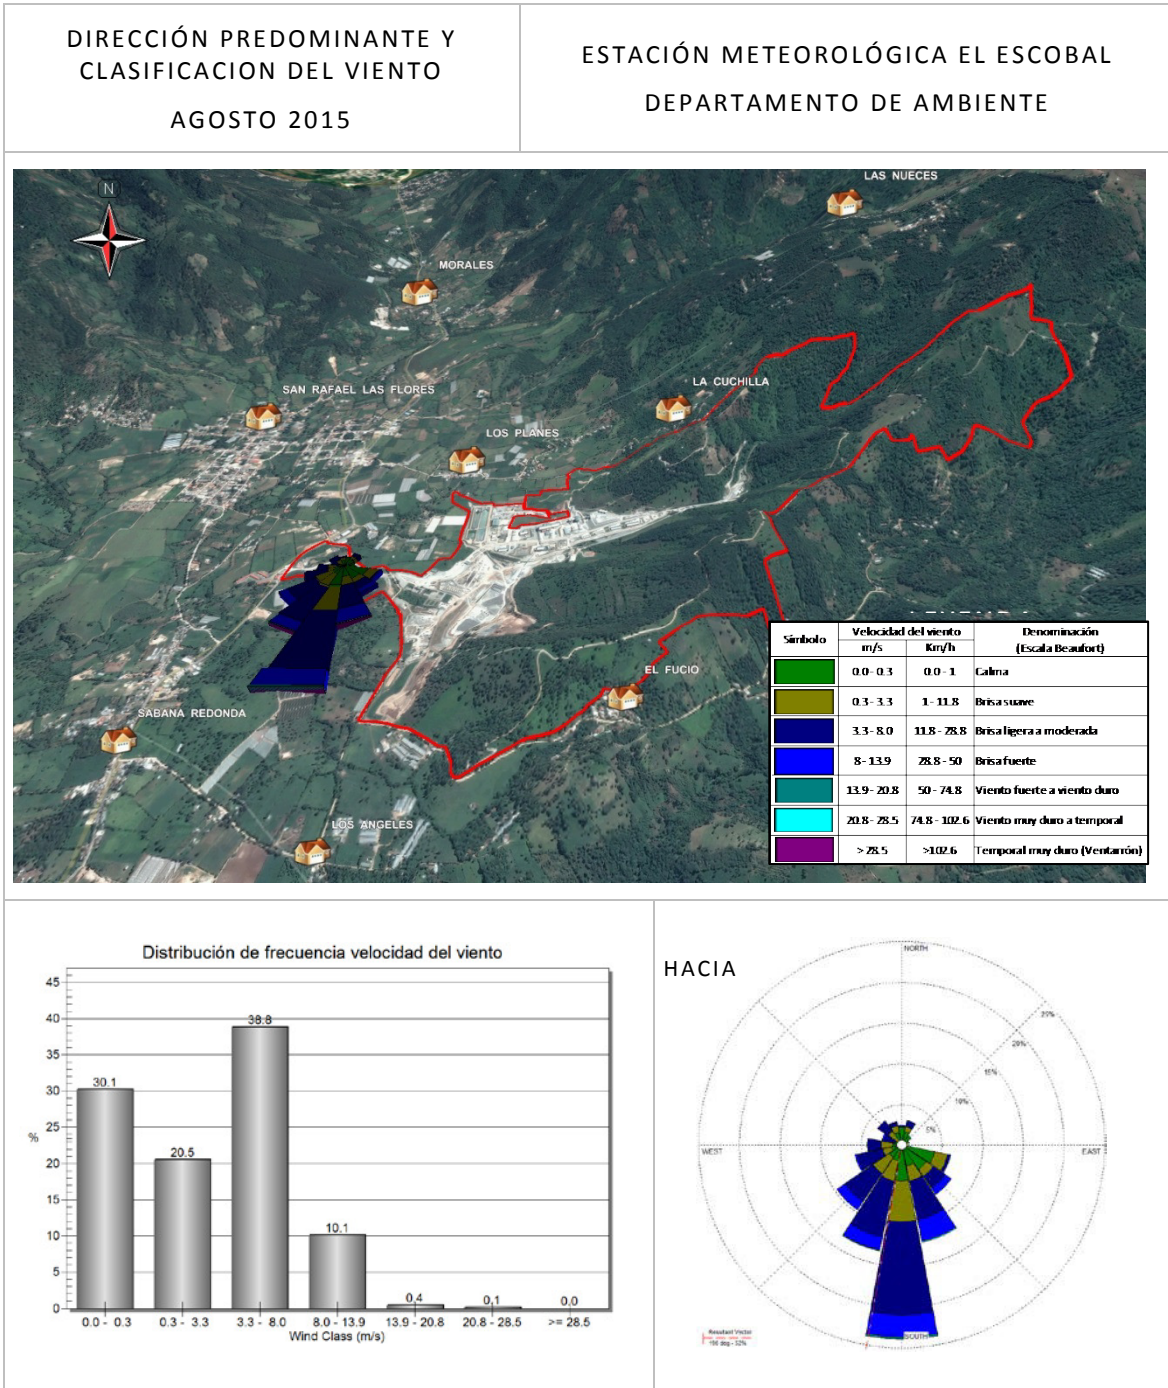 DIRECCIÓN PREDOMINANTE Y
CLASIFICACION DEL VIENTO
AGOSTO 2015
ESTACIÓN METEOROLÓGICA EL ESCOBAL
DEPARTAMENTO DE AMBIENTE
N
LAS NUECES
MORALES
SAN RAFAEL LAS FLORES
LA CUCHILLA
LOS PLANES
EL FUCIO
SABANA REDONDA
LOS ANGELES
Símbolo Velocidad del viento Denominación
m/s Km/h (Escala Beaufort)
0.0 - 0.3 0.0 - 1 Calma
0.3 - 3.3 1 - 11.8 Brisa suave
3.3 - 8.0 11.8 - 28.8 Brisa ligera a moderada
8 - 13.9 28.8 - 50 Brisa fuerte
13.9 - 20.8 50 - 74.8 Viento fuerte a viento duro
20.8 - 28.5 74.8 - 102.6 Viento muy duro a temporal
> 28.5 >102.6 Temporal muy duro (Ventarrón)
Distribución de frecuencia velocidad del viento
45
40
35
30
25
20
15
10
5
0
%
30.1
20.5
38.8
10.1
0.4
0.1
0.0
0.0 - 0.3 0.3 - 3.3 3.3 - 8.0 8.0 - 13.9 13.9 - 20.8 20.8 - 28.5 >= 28.5
Wind Class (m/s)
HACIA
NORTH
25%
20%
15%
10%
5%
WEST
EAST
SOUTH
Resultant Vector